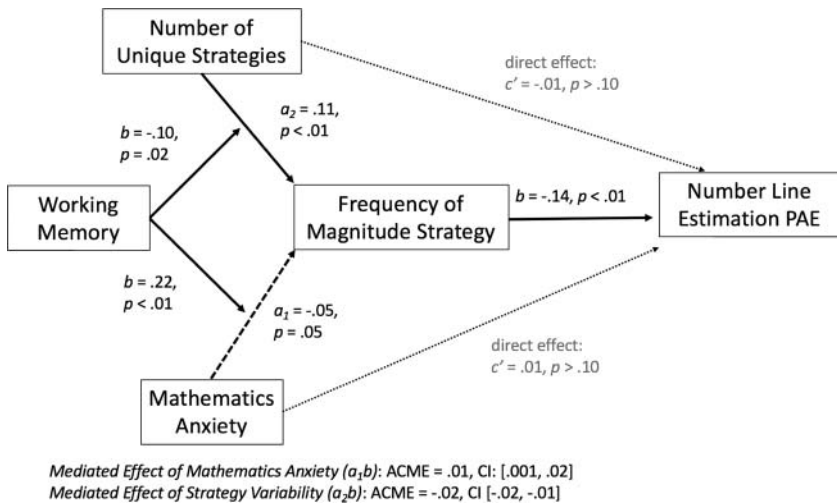 Number of
Unique Strategies
direct effect:
c' = -.01, p > .10
a2 = .11,
p < .01
b = -.10,
p = .02
Working
Memory
Frequency of
Magnitude Strategy
b = -.14, p < .01
Number Line
Estimation PAE
b = .22,
p < .01
a1 = -.05,
p = .05
direct effect:
c' = .01, p > .10
Mathematics
Anxiety
Mediated Effect of Mathematics Anxiety (a1b): ACME = .01, CI: [.001, .02]
Mediated Effect of Strategy Variability (a2b): ACME = -.02, CI [-.02, -.01]